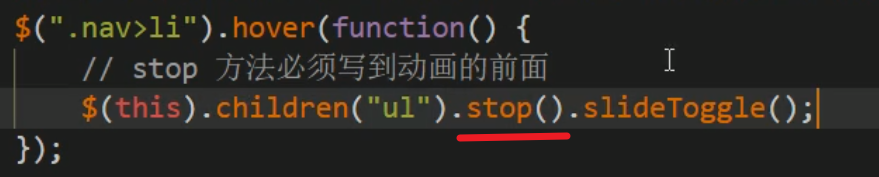 $(".nav>li").hover(function() {
// stop 方法必须写到动画的前面
$(this).children("ul").stop().slideToggle();
});